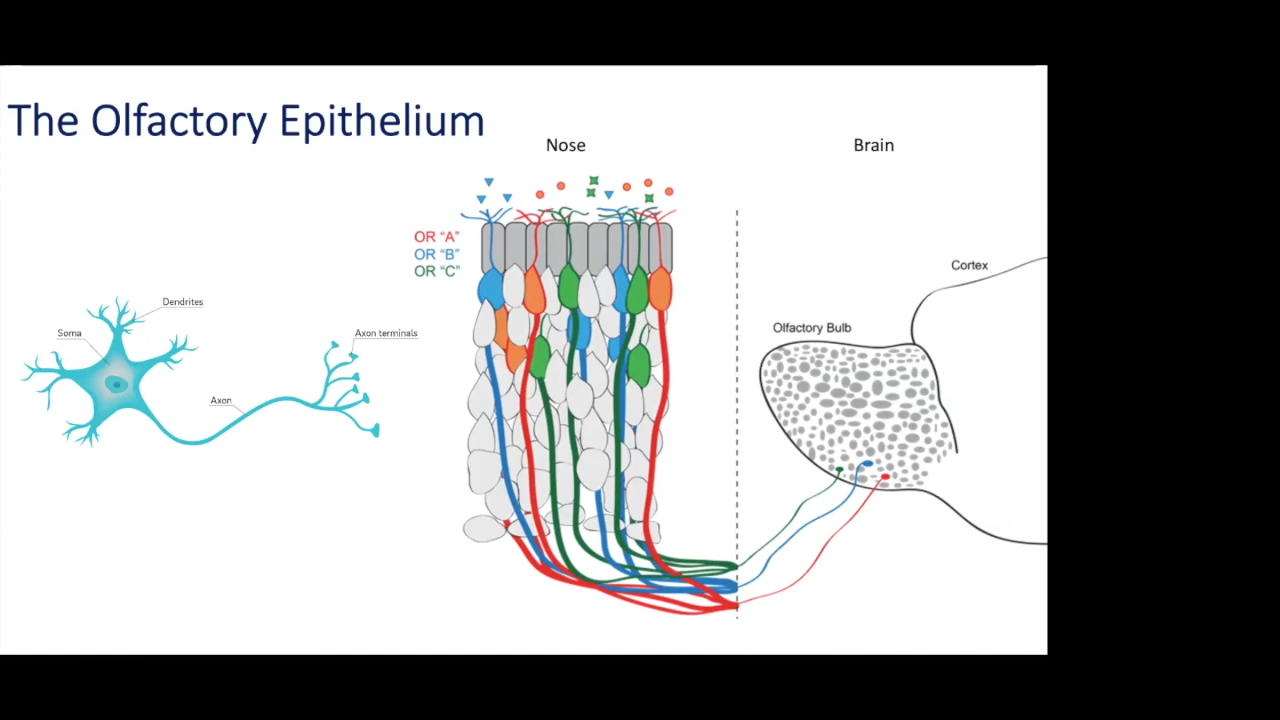 The Olfactory Epithelium
Nose
Brain
OR "A"
OR "B"
OR "C"
Cortex
Olfactory Bulb
Dendrites
Soma
Axon terminals
Axon